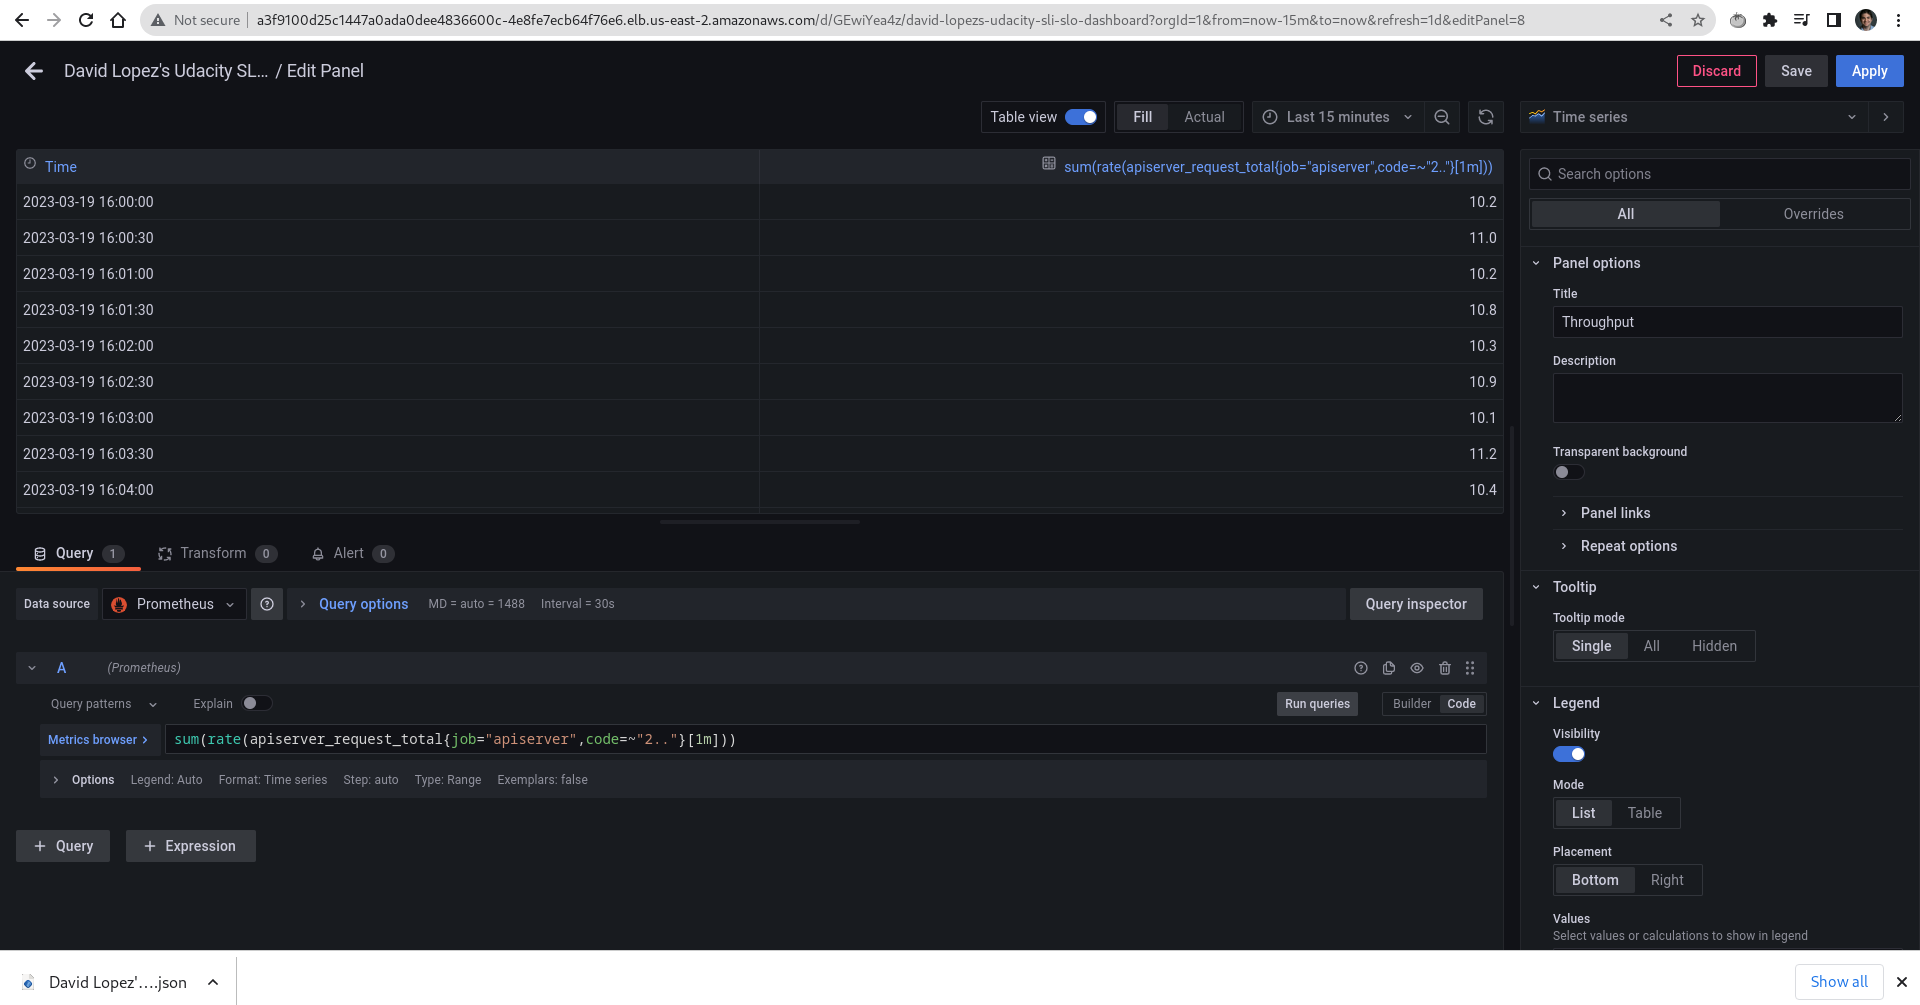 Not secure | a3f9100d25c1447a0ada0dee4836600c-4e8fe7ecb64f76e6.elb.us-east-2.amazonaws.com/d/GEwiYea4z/david-lopezs-udacity-sli-slo-dashboard?orgId=1&from=now-15m&to=now&refresh=1d&editPanel=8
David Lopez's Udacity SL... / Edit Panel
Discard Save Apply
Table view Fill Actual Last 15 minutes Time series
Time sum(rate(apiserver_request_total{job="apiserver",code=~"2.."}[1m]))
2023-03-19 16:00:00 10.2
2023-03-19 16:00:30 11.0
2023-03-19 16:01:00 10.2
2023-03-19 16:01:30 10.8
2023-03-19 16:02:00 10.3
2023-03-19 16:02:30 10.9
2023-03-19 16:03:00 10.1
2023-03-19 16:03:30 11.2
2023-03-19 16:04:00 10.4
Query 1 Transform 0 Alert 0
Data source Prometheus Query options MD = auto = 1488 Interval = 30s Query inspector
A (Prometheus)
Query patterns Explain Run queries Builder Code
Metrics browser > sum(rate(apiserver_request_total{job="apiserver",code=~"2.."}[1m]))
Options Legend: Auto Format: Time series Step: auto Type: Range Exemplars: false
+ Query + Expression
Search options
All Overrides
Panel options
Title
Throughput
Description
Transparent background
Panel links
Repeat options
Tooltip
Tooltip mode
Single All Hidden
Legend
Visibility
Mode
List Table
Placement
Bottom Right
Values
Select values or calculations to show in legend
David Lopez'....json
Show all